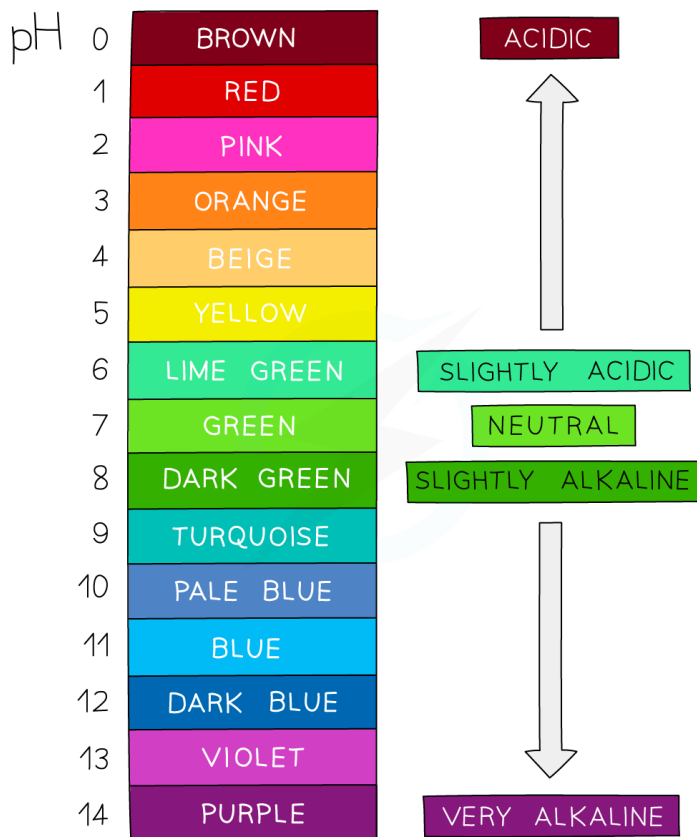 pH 0 BROWN ACIDIC
1 RED
2 PINK
3 ORANGE
4 BEIGE
5 YELLOW
6 LIME GREEN SLIGHTLY ACIDIC
7 GREEN NEUTRAL
8 DARK GREEN SLIGHTLY ALKALINE
9 TURQUOISE
10 PALE BLUE
11 BLUE
12 DARK BLUE
13 VIOLET
14 PURPLE VERY ALKALINE